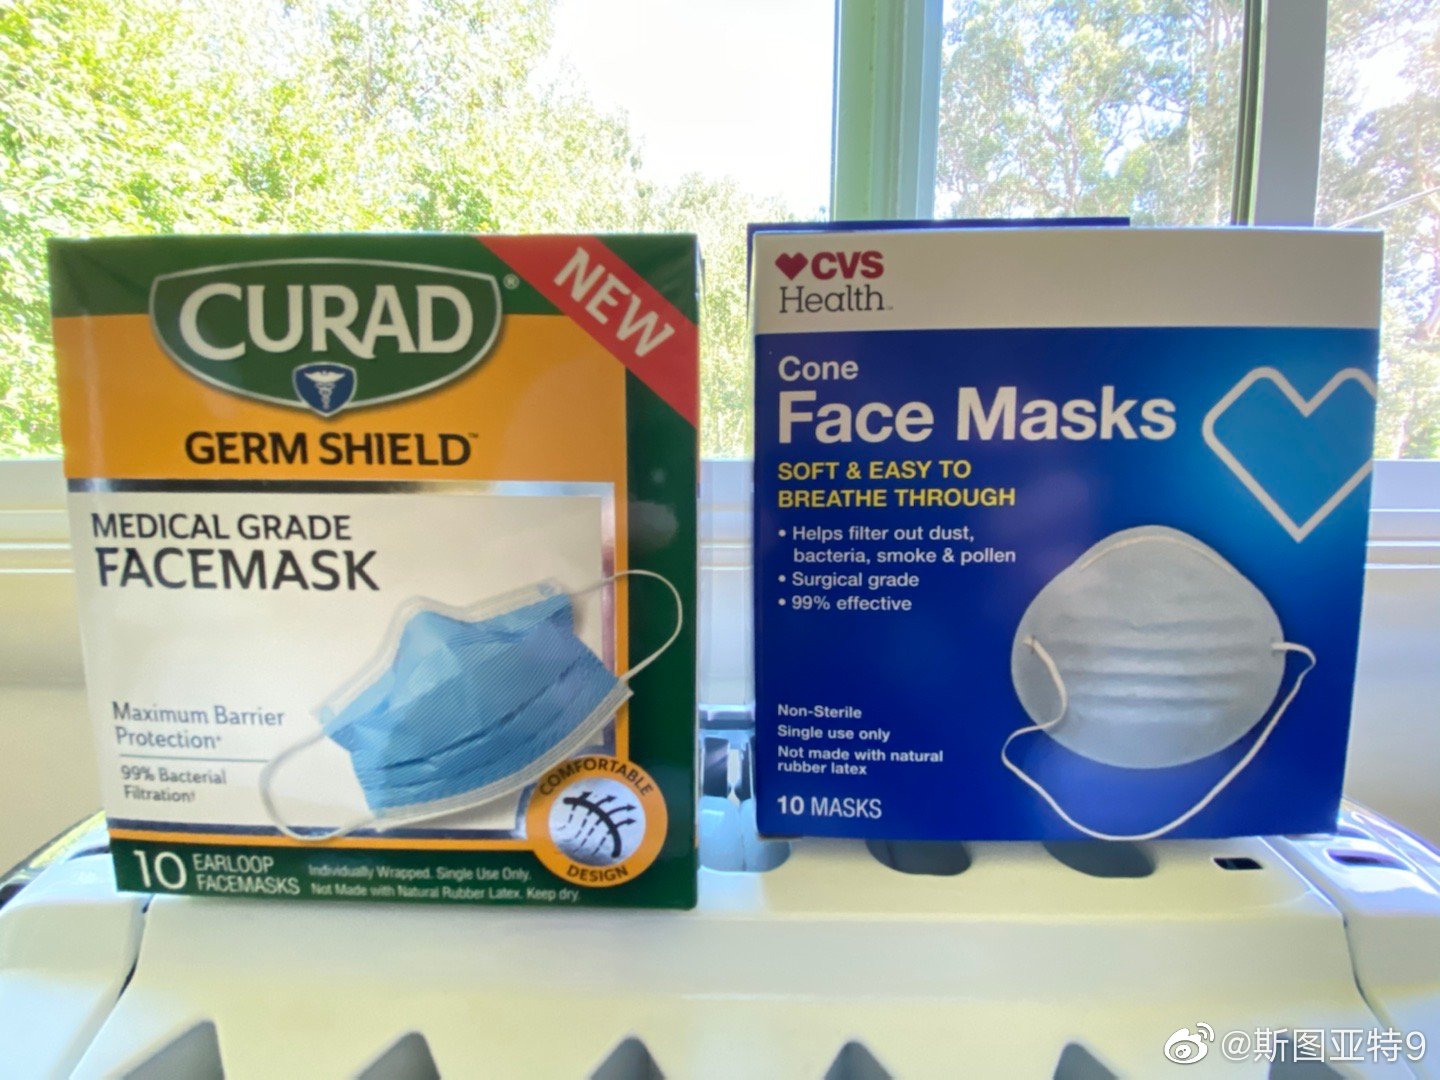 CURAD®
NEW
GERM SHIELD™
MEDICAL GRADE
FACEMASK
Maximum Barrier
Protection*
99% Bacterial
Filtration†
COMFORTABLE
DESIGN
10 EARLOOP
FACEMASKS
Individually Wrapped. Single Use Only.
Not Made with Natural Rubber Latex. Keep dry.
CVS
Health™
Cone
Face Masks
SOFT & EASY TO
BREATHE THROUGH
• Helps filter out dust,
bacteria, smoke & pollen
• Surgical grade
• 99% effective
Non-Sterile
Single use only
Not made with natural
rubber latex
10 MASKS
@斯图亚特9